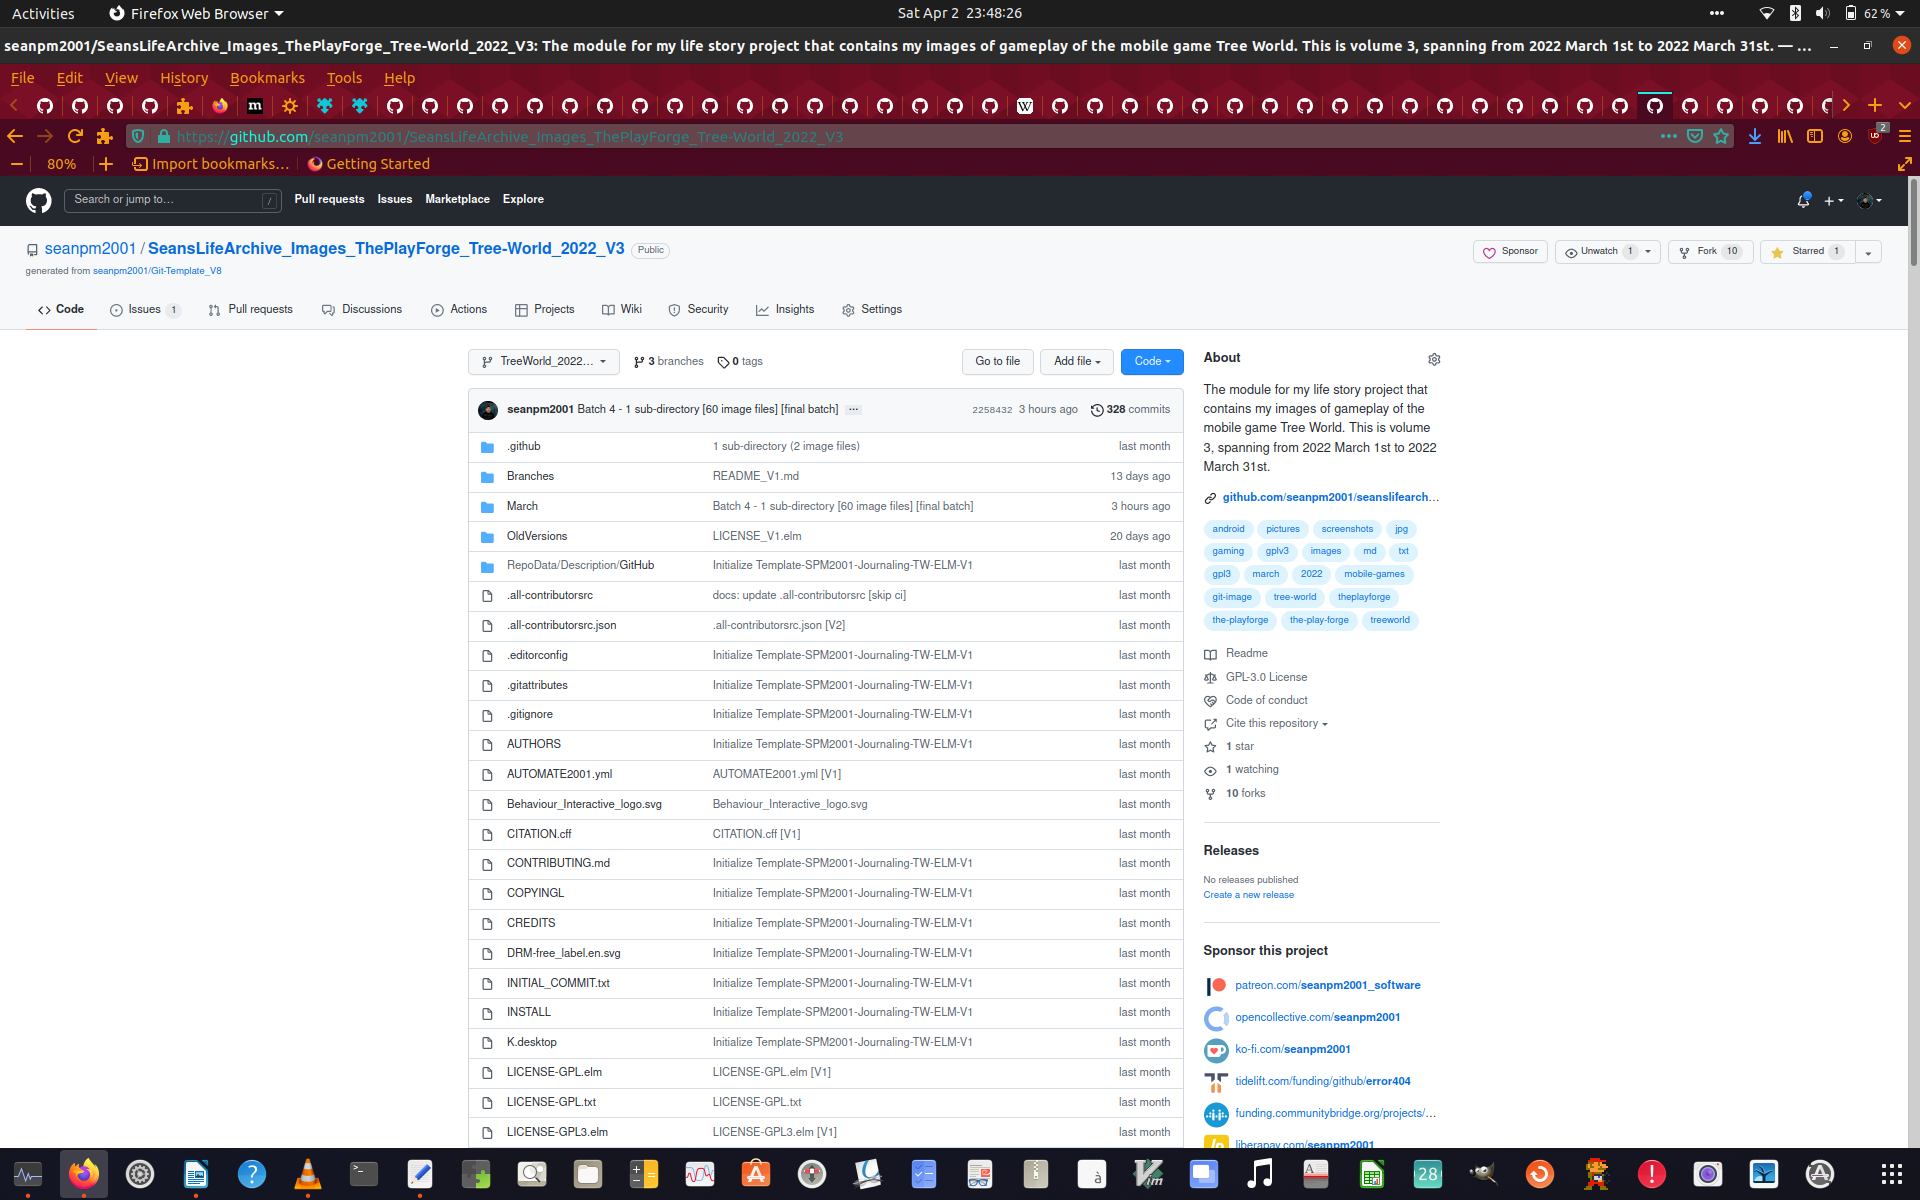 Activities Firefox Web Browser Sat Apr 2 23:48:26 62 %
seanpm2001/SeansLifeArchive_Images_ThePlayForge_Tree-World_2022_V3: The module for my life story project that contains my images of gameplay of the mobile game Tree World. This is volume 3, spanning from 2022 March 1st to 2022 March 31st. — ...
File Edit View History Bookmarks Tools Help
https://github.com/seanpm2001/SeansLifeArchive_Images_ThePlayForge_Tree-World_2022_V3 2
80% Import bookmarks... Getting Started
Search or jump to... / Pull requests Issues Marketplace Explore
seanpm2001 / SeansLifeArchive_Images_ThePlayForge_Tree-World_2022_V3 Public Sponsor Unwatch 1 Fork 10 Starred 1
generated from seanpm2001/Git-Template_V8
Code Issues 1 Pull requests Discussions Actions Projects Wiki Security Insights Settings
TreeWorld_2022... 3 branches 0 tags Go to file Add file Code
seanpm2001 Batch 4 - 1 sub-directory [60 image files] [final batch] ... 2258432 3 hours ago 328 commits
.github 1 sub-directory (2 image files) last month
Branches README_V1.md 13 days ago
March Batch 4 - 1 sub-directory [60 image files] [final batch] 3 hours ago
OldVersions LICENSE_V1.elm 20 days ago
RepoData/Description/GitHub Initialize Template-SPM2001-Journaling-TW-ELM-V1 last month
.all-contributorsrc docs: update .all-contributorsrc [skip ci] last month
.all-contributorsrc.json .all-contributorsrc.json [V2] last month
.editorconfig Initialize Template-SPM2001-Journaling-TW-ELM-V1 last month
.gitattributes Initialize Template-SPM2001-Journaling-TW-ELM-V1 last month
.gitignore Initialize Template-SPM2001-Journaling-TW-ELM-V1 last month
AUTHORS Initialize Template-SPM2001-Journaling-TW-ELM-V1 last month
AUTOMATE2001.yml AUTOMATE2001.yml [V1] last month
Behaviour_Interactive_logo.svg Behaviour_Interactive_logo.svg last month
CITATION.cff CITATION.cff [V1] last month
CONTRIBUTING.md Initialize Template-SPM2001-Journaling-TW-ELM-V1 last month
COPYINGL Initialize Template-SPM2001-Journaling-TW-ELM-V1 last month
CREDITS Initialize Template-SPM2001-Journaling-TW-ELM-V1 last month
DRM-free_label.en.svg Initialize Template-SPM2001-Journaling-TW-ELM-V1 last month
INITIAL_COMMIT.txt Initialize Template-SPM2001-Journaling-TW-ELM-V1 last month
INSTALL Initialize Template-SPM2001-Journaling-TW-ELM-V1 last month
K.desktop Initialize Template-SPM2001-Journaling-TW-ELM-V1 last month
LICENSE-GPL.elm LICENSE-GPL.elm [V1] last month
LICENSE-GPL.txt LICENSE-GPL.txt last month
LICENSE-GPL3.elm LICENSE-GPL3.elm [V1] last month
About
The module for my life story project that
contains my images of gameplay of the
mobile game Tree World. This is volume
3, spanning from 2022 March 1st to 2022
March 31st.
github.com/seanpm2001/seanslifearch...
android pictures screenshots jpg
gaming gplv3 images md txt
gpl3 march 2022 mobile-games
git-image tree-world theplayforge
the-playforge the-play-forge treeworld
Readme
GPL-3.0 License
Code of conduct
Cite this repository
1 star
1 watching
10 forks
Releases
No releases published
Create a new release
Sponsor this project
patreon.com/seanpm2001_software
opencollective.com/seanpm2001
ko-fi.com/seanpm2001
tidelift.com/funding/github/error404
funding.communitybridge.org/projects/...
liberapay.com/seanpm2001
28